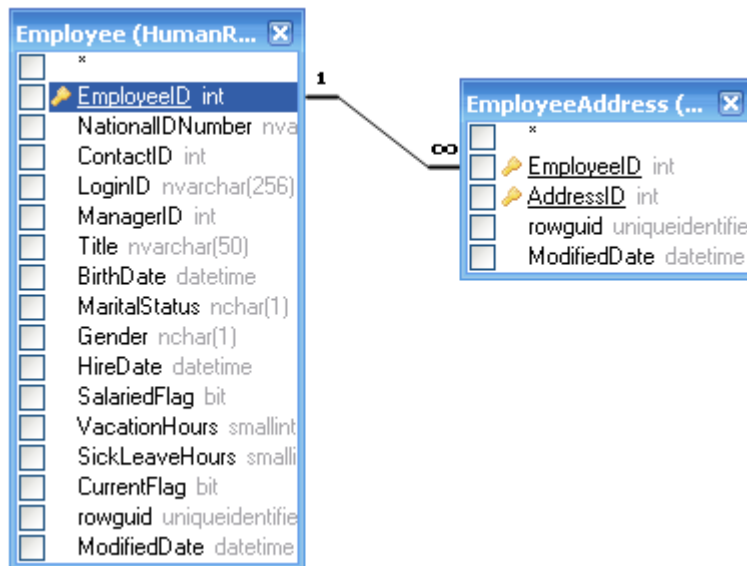 Employee (HumanR...
*
EmployeeID int
NationalIDNumber nva
ContactID int
LoginID nvarchar(256)
ManagerID int
Title nvarchar(50)
BirthDate datetime
MaritalStatus nchar(1)
Gender nchar(1)
HireDate datetime
SalariedFlag bit
VacationHours smallint
SickLeaveHours smalli
CurrentFlag bit
rowguid uniqueidentifie
ModifiedDate datetime
1
∞
EmployeeAddress (...
*
EmployeeID int
AddressID int
rowguid uniqueidentifie
ModifiedDate datetime